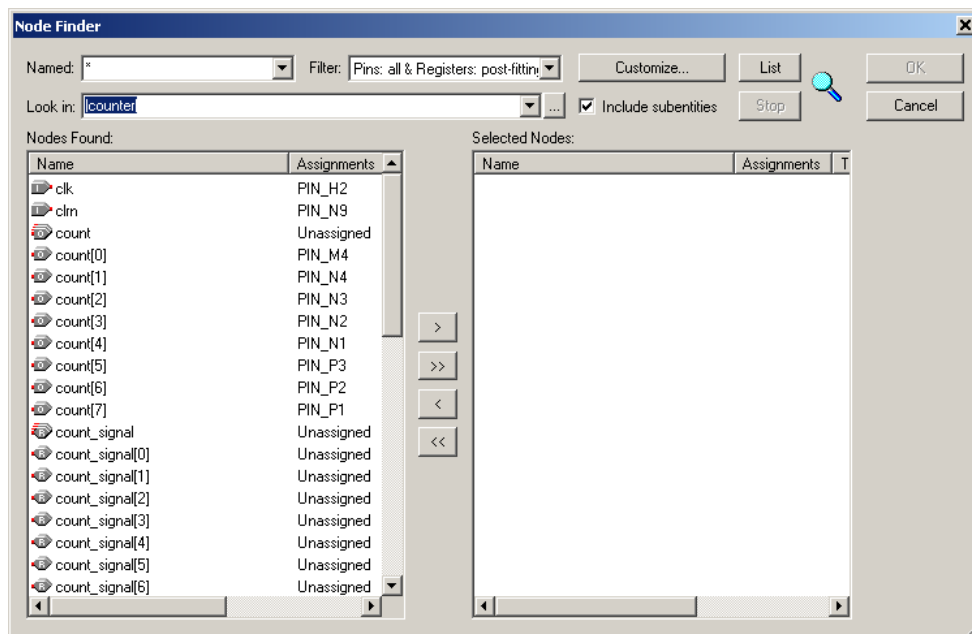 Node Finder
Named: * Filter: Pins: all & Registers: post-fitting Customize... List OK
Look in: |counter| ... Include subentities Stop Cancel
Nodes Found: Selected Nodes:
Name Assignments Name Assignments T
clk PIN_H2
clrn PIN_N9
count Unassigned
count[0] PIN_M4
count[1] PIN_N4
count[2] PIN_N3
count[3] PIN_N2
count[4] PIN_N1
count[5] PIN_P3
count[6] PIN_P2
count[7] PIN_P1
count_signal Unassigned
count_signal[0] Unassigned
count_signal[1] Unassigned
count_signal[2] Unassigned
count_signal[3] Unassigned
count_signal[4] Unassigned
count_signal[5] Unassigned
count_signal[6] Unassigned
>
>>
<
<<